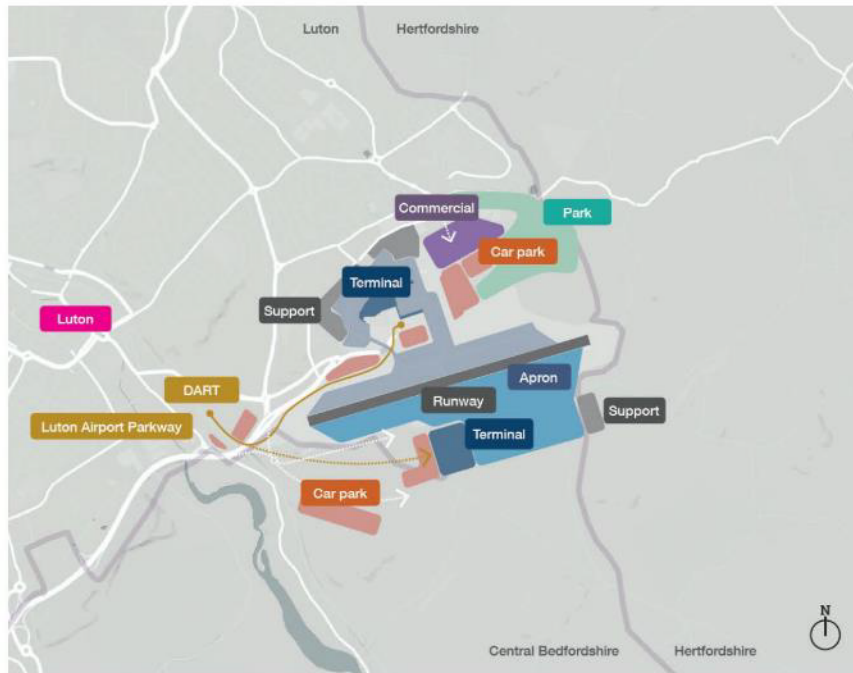 Luton
Hertfordshire
Commercial
Park
Car park
Terminal
Support
Luton
Apron
DART
Runway
Support
Luton Airport Parkway
Terminal
Car park
N
Central Bedfordshire
Hertfordshire